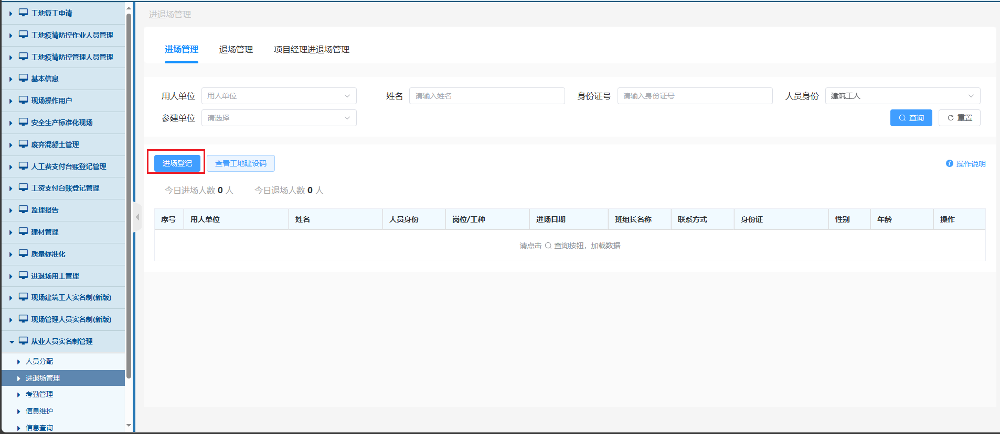 工地复工申请
工地疫情防控作业人员管理
工地疫情防控管理人员管理
基本信息
现场操作用户
安全生产标准化现场
废弃混凝土管理
人工费支付台账登记管理
工资支付台账登记管理
监理报告
建材管理
质量标准化
进退场用工管理
现场建筑工人实名制(新版)
现场管理人员实名制(新版)
从业人员实名制管理
人员分配
进退场管理
考勤管理
信息维护
信息查询
进退场管理
进场管理 退场管理 项目经理进退场管理
用人单位 用人单位 姓名 请输入姓名 身份证号 请输入身份证号 人员身份 建筑工人
参建单位 请选择 查询 重置
进场登记 查看工地建设码 操作说明
今日进场人数 0 人 今日退场人数 0 人
序号 用人单位 姓名 人员身份 岗位/工种 进场日期 班组长名称 联系方式 身份证 性别 年龄 操作
请点击 查询按钮，加载数据